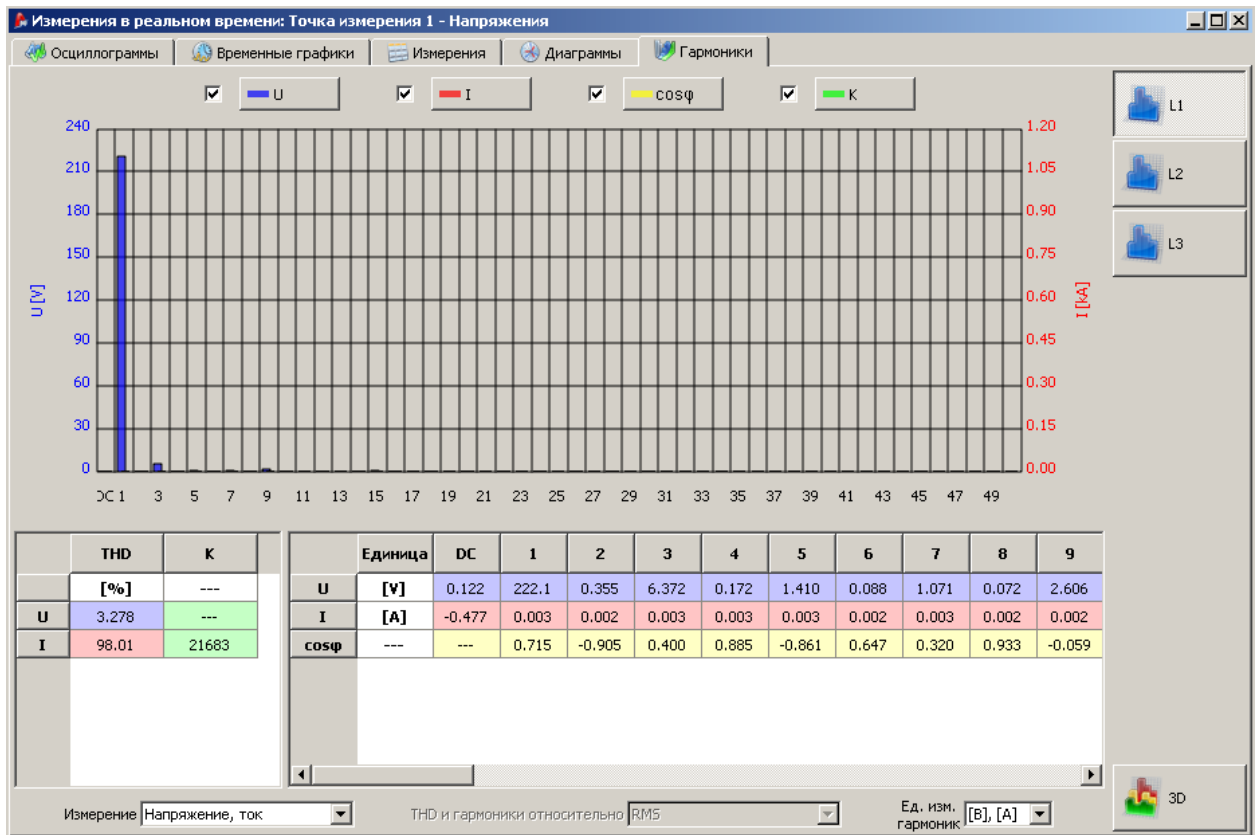 Измерения в реальном времени: Точка измерения 1 - Напряжения
Осциллограммы Временные графики Измерения Диаграммы Гармоники
U I cosφ K
L1
L2
L3
240 1.20
210 1.05
180 0.90
150 0.75
120 0.60
90 0.45
60 0.30
30 0.15
0 0.00
U [V]
I [kA]
DC 1 3 5 7 9 11 13 15 17 19 21 23 25 27 29 31 33 35 37 39 41 43 45 47 49
THD K
[%] ---
U 3.278 ---
I 98.01 21683
Единица DC 1 2 3 4 5 6 7 8 9
U [V] 0.122 222.1 0.355 6.372 0.172 1.410 0.088 1.071 0.072 2.606
I [A] -0.477 0.003 0.002 0.003 0.003 0.003 0.002 0.003 0.002 0.002
cosφ --- --- 0.715 -0.905 0.400 0.885 -0.861 0.647 0.320 0.933 -0.059
3D
Измерение Напряжение, ток
THD и гармоники относительно RMS
Ед. изм.
гармоник [В], [A]